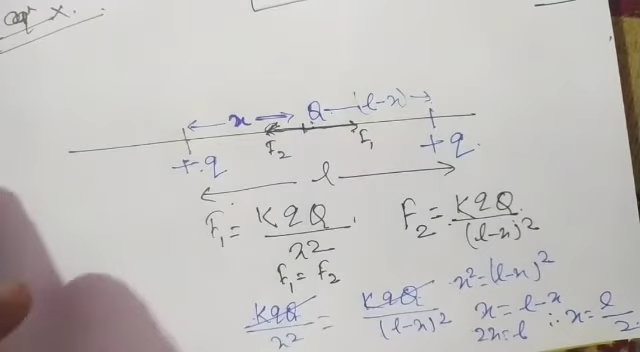 x Q (l-x)
F₂ F₁
+q +q
l
F₁ = KqQ/x² F₂ = KqQ/(l-x)²
F₁ = F₂
KqQ/x² = KqQ/(l-x)² x² = (l-x)²
x = l-x
2x = l ∴ x = l/2